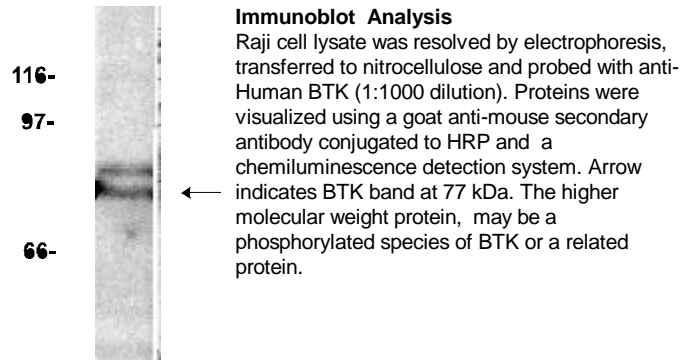 116-
97-
66-
Immunoblot Analysis
Raji cell lysate was resolved by electrophoresis,
transferred to nitrocellulose and probed with anti-
Human BTK (1:1000 dilution). Proteins were
visualized using a goat anti-mouse secondary
antibody conjugated to HRP and a
chemiluminescence detection system. Arrow
indicates BTK band at 77 kDa. The higher
molecular weight protein, may be a
phosphorylated species of BTK or a related
protein.